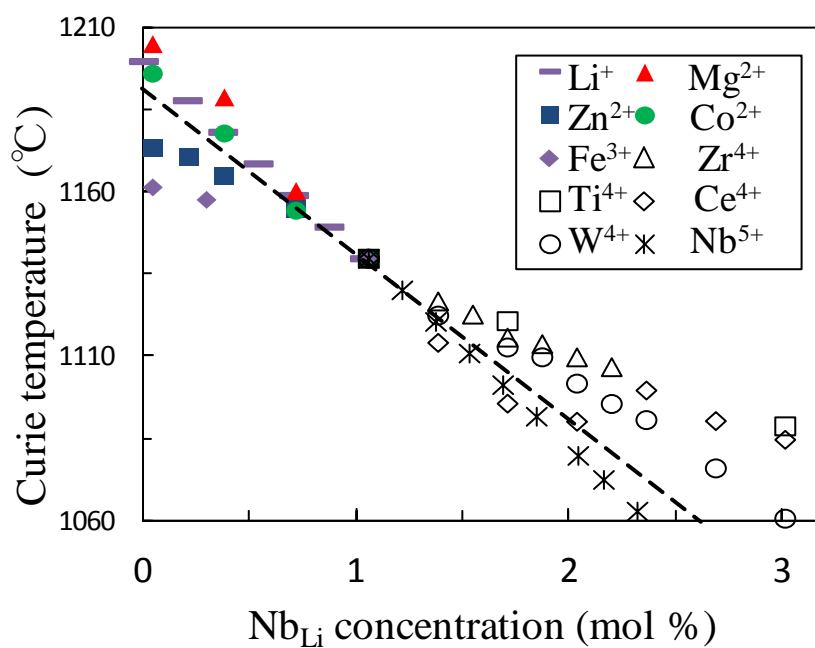 1210
1160
1110
1060
Curie temperature (℃)
Li⁺ Mg²⁺
Zn²⁺ Co²⁺
Fe³⁺ Zr⁴⁺
Ti⁴⁺ Ce⁴⁺
W⁴⁺ Nb⁵⁺
0 1 2 3
Nb_Li concentration (mol %)